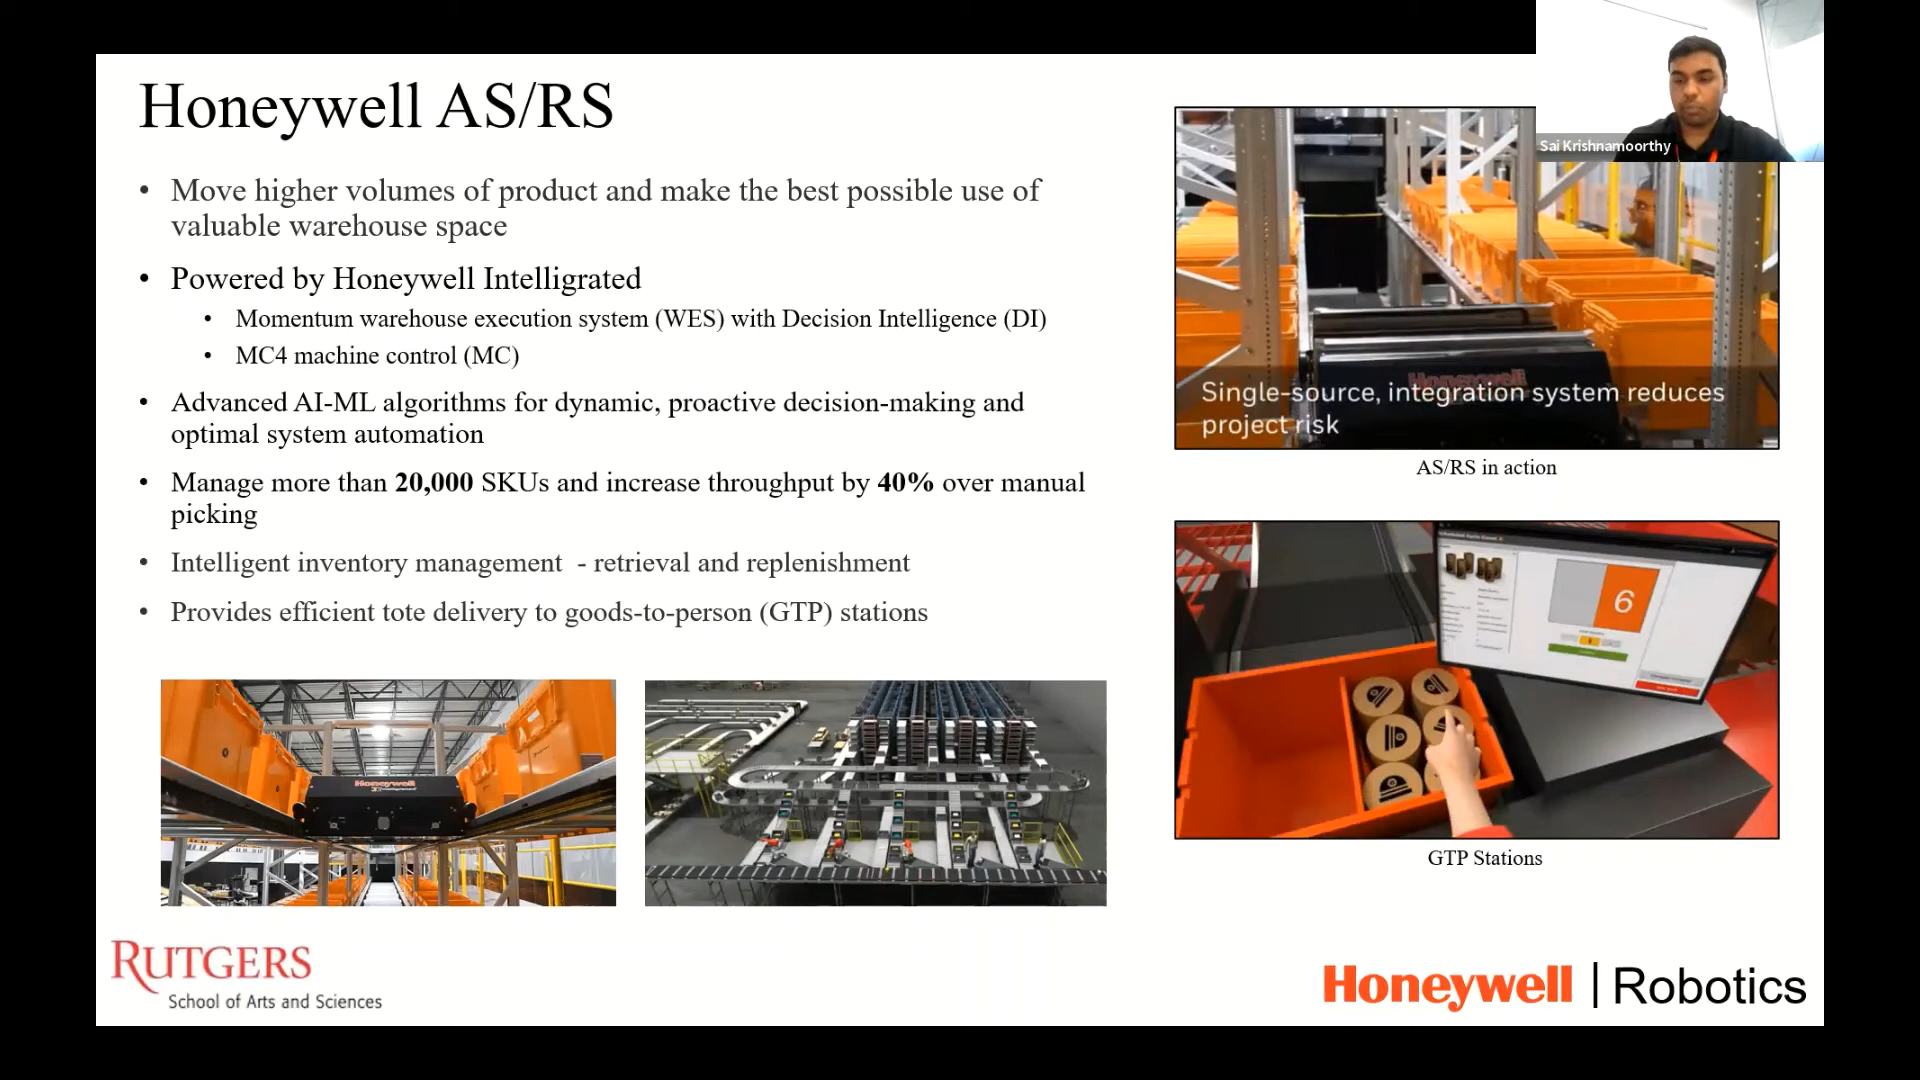 Honeywell AS/RS
Sai Krishnamoorthy
• Move higher volumes of product and make the best possible use of
valuable warehouse space
• Powered by Honeywell Intelligrated
• Momentum warehouse execution system (WES) with Decision Intelligence (DI)
• MC4 machine control (MC)
• Advanced AI-ML algorithms for dynamic, proactive decision-making and
optimal system automation
• Manage more than 20,000 SKUs and increase throughput by 40% over manual
picking
• Intelligent inventory management - retrieval and replenishment
• Provides efficient tote delivery to goods-to-person (GTP) stations
Honeywell
Single-source, integration system reduces
project risk
AS/RS in action
6
GTP Stations
Honeywell
Intelligrated
RUTGERS
School of Arts and Sciences
Honeywell | Robotics